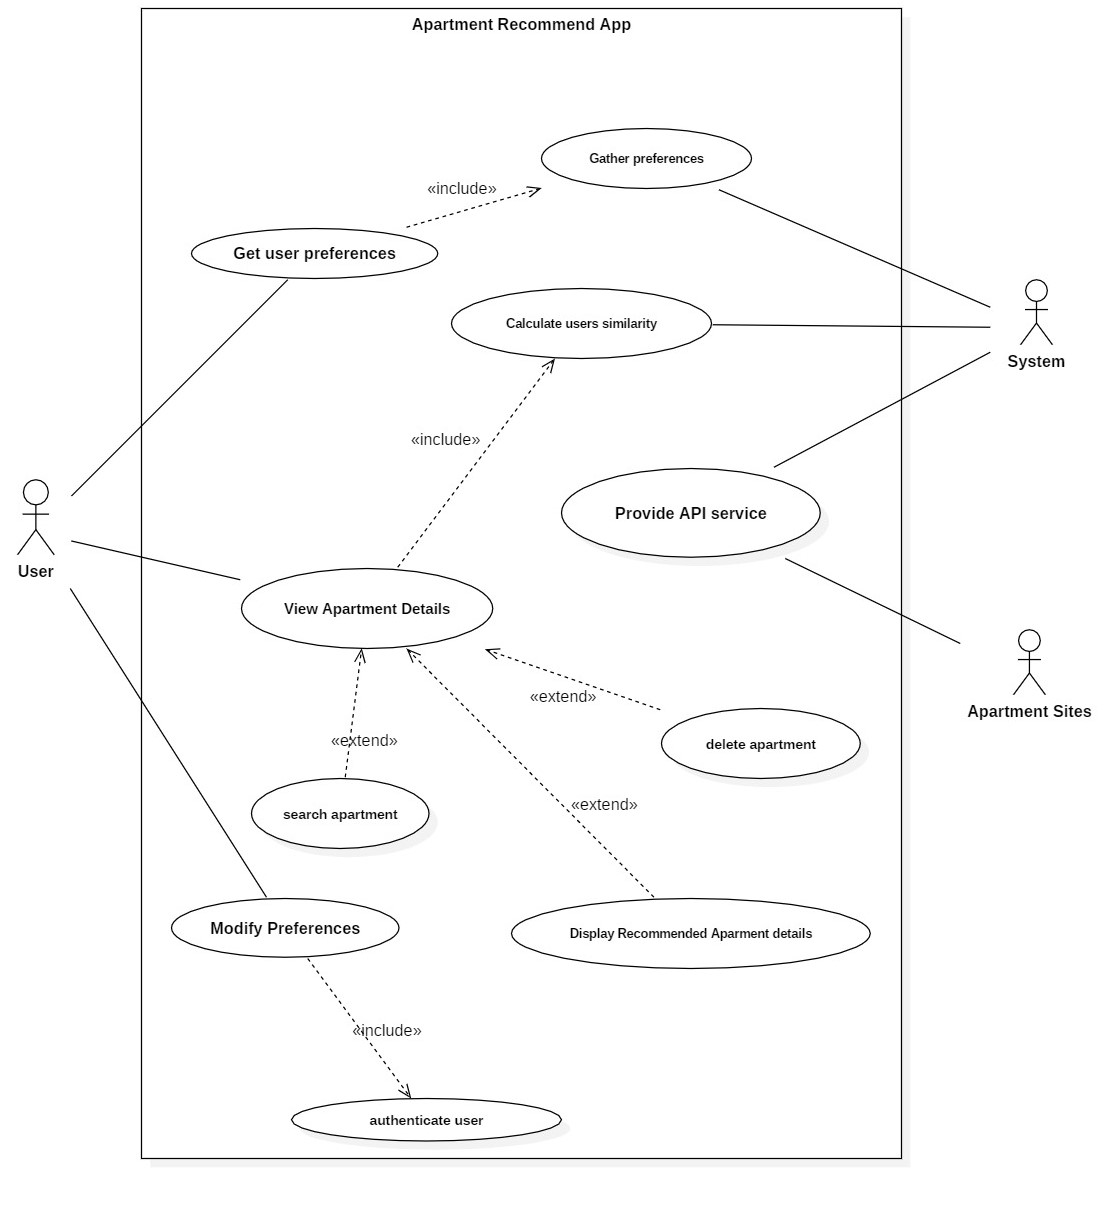 Apartment Recommend App
Gather preferences
«include»
Get user preferences
Calculate users similarity
System
«include»
Provide API service
User
View Apartment Details
«extend»
Apartment Sites
«extend»
delete apartment
«extend»
search apartment
Modify Preferences
Display Recommended Aparment details
«include»
authenticate user